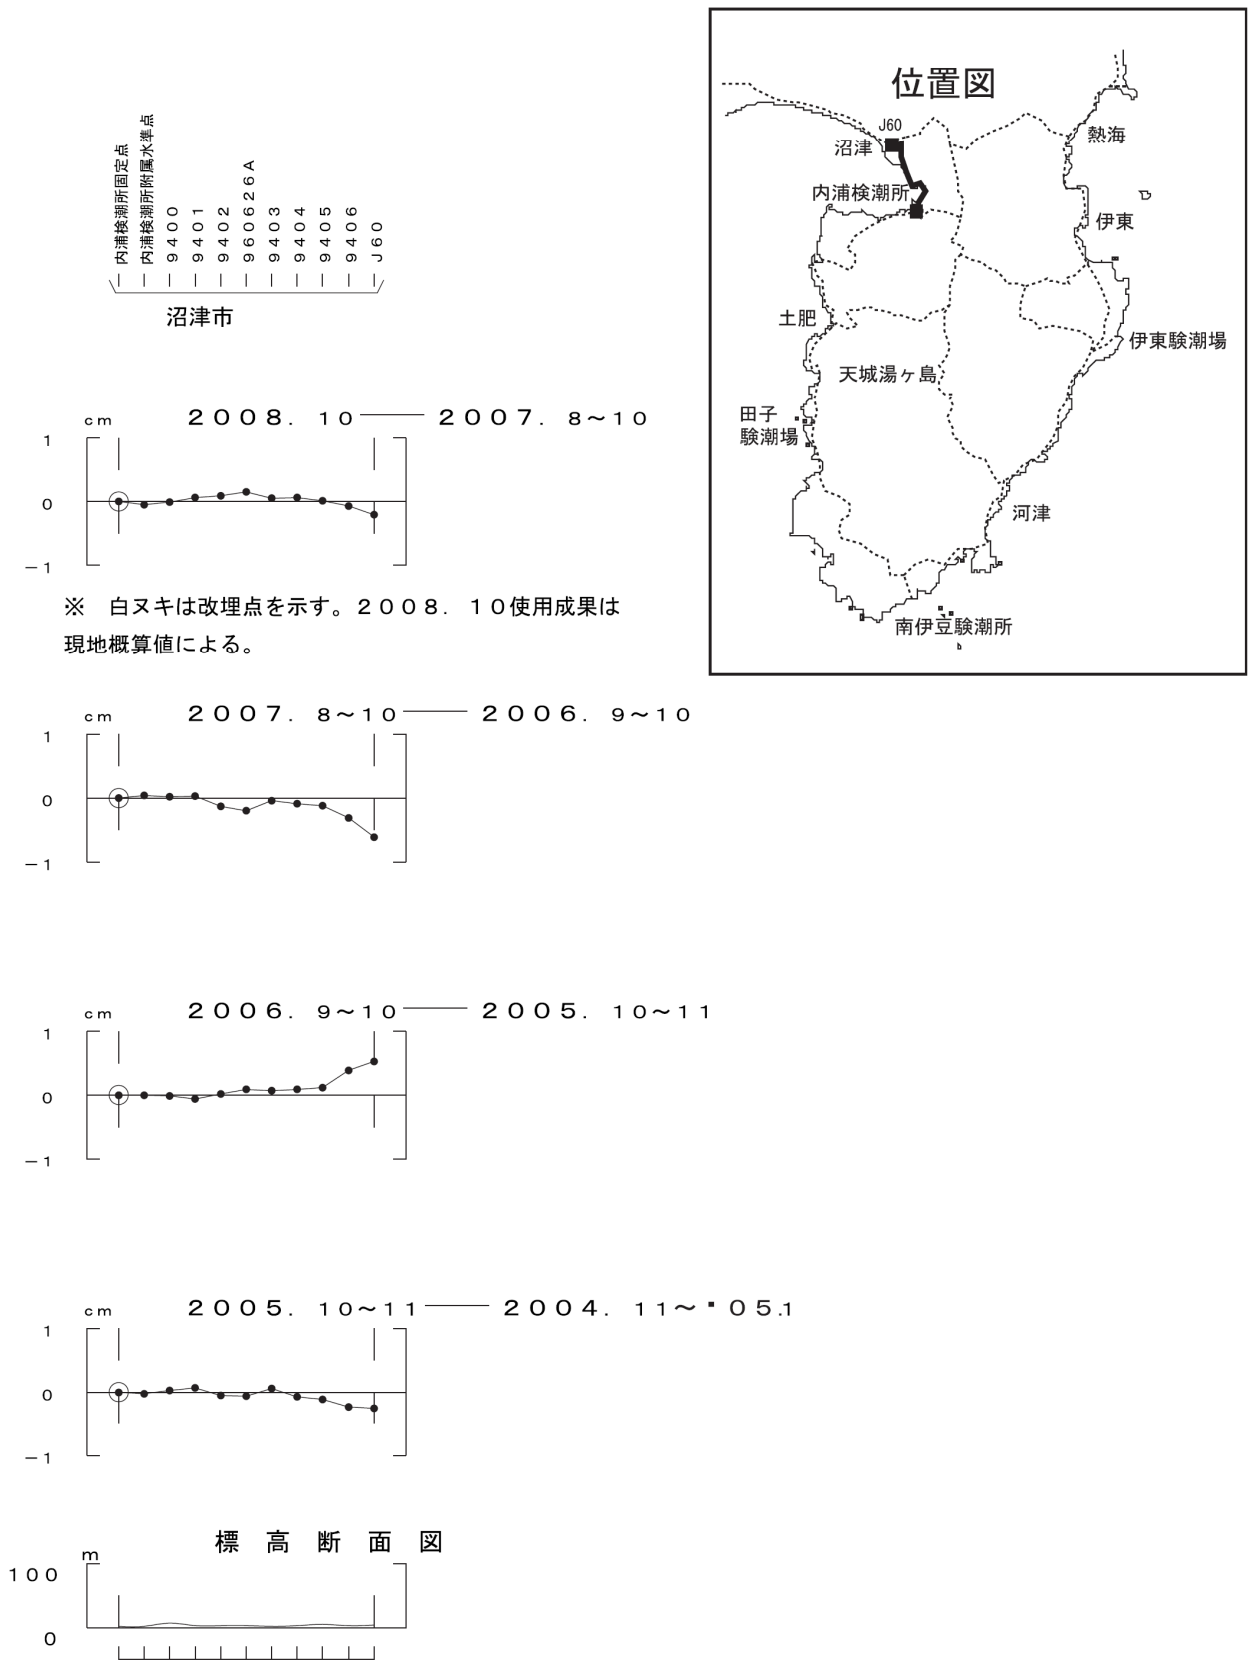 内浦検潮所固定点
内浦検潮所附属水準点
9400
9401
9402
960626A
9403
9404
9405
9406
J60
沼津市
位置図
J60
沼津
熱海
内浦検潮所
伊東
土肥
伊東験潮場
天城湯ヶ島
田子
験潮場
河津
南伊豆験潮所
cm 2008. 10 2007. 8~10
1
0
-1
※ 白ヌキは改埋点を示す。2008. 10使用成果は
現地概算値による。
cm 2007. 8~10 2006. 9~10
1
0
-1
cm 2006. 9~10 2005. 10~11
1
0
-1
cm 2005. 10~11 2004. 11~▪05.1
1
0
-1
標高断面図
m
100
0